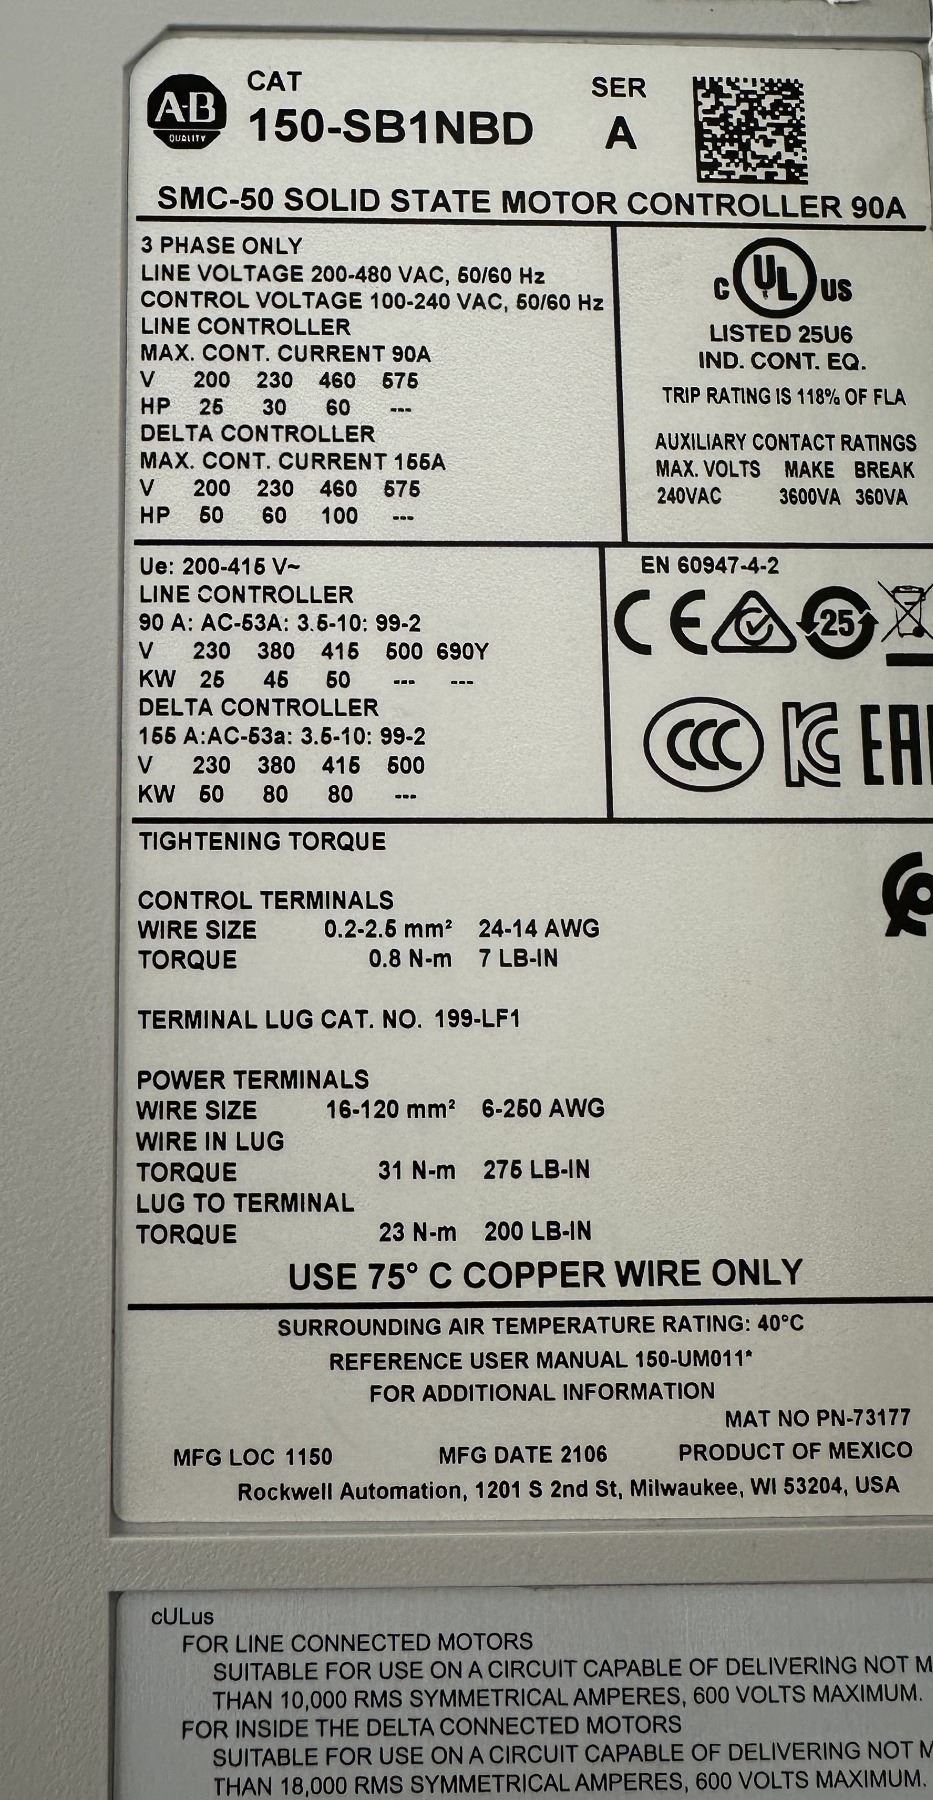 CAT SER
A-B QUALITY 150-SB1NBD A
SMC-50 SOLID STATE MOTOR CONTROLLER 90A
3 PHASE ONLY
LINE VOLTAGE 200-480 VAC, 50/60 Hz
CONTROL VOLTAGE 100-240 VAC, 50/60 Hz
LINE CONTROLLER
MAX. CONT. CURRENT 90A
V 200 230 460 575
HP 25 30 60 ---
DELTA CONTROLLER
MAX. CONT. CURRENT 155A
V 200 230 460 575
HP 50 60 100 ---
C UL US
LISTED 25U6
IND. CONT. EQ.
TRIP RATING IS 118% OF FLA
AUXILIARY CONTACT RATINGS
MAX. VOLTS MAKE BREAK
240VAC 3600VA 360VA
Ue: 200-415 V~
LINE CONTROLLER
90 A: AC-53A: 3.5-10: 99-2
V 230 380 415 500 690Y
KW 25 45 50 --- ---
DELTA CONTROLLER
155 A:AC-53a: 3.5-10: 99-2
V 230 380 415 500
KW 50 80 80 ---
EN 60947-4-2
CE 25
CCC KC EAC
TIGHTENING TORQUE
CONTROL TERMINALS
WIRE SIZE 0.2-2.5 mm² 24-14 AWG
TORQUE 0.8 N-m 7 LB-IN
TERMINAL LUG CAT. NO. 199-LF1
POWER TERMINALS
WIRE SIZE 16-120 mm² 6-250 AWG
WIRE IN LUG
TORQUE 31 N-m 275 LB-IN
LUG TO TERMINAL
TORQUE 23 N-m 200 LB-IN
USE 75° C COPPER WIRE ONLY
SURROUNDING AIR TEMPERATURE RATING: 40°C
REFERENCE USER MANUAL 150-UM011*
FOR ADDITIONAL INFORMATION
MAT NO PN-73177
MFG LOC 1150 MFG DATE 2106 PRODUCT OF MEXICO
Rockwell Automation, 1201 S 2nd St, Milwaukee, WI 53204, USA
cULus
FOR LINE CONNECTED MOTORS
SUITABLE FOR USE ON A CIRCUIT CAPABLE OF DELIVERING NOT M
THAN 10,000 RMS SYMMETRICAL AMPERES, 600 VOLTS MAXIMUM.
FOR INSIDE THE DELTA CONNECTED MOTORS
SUITABLE FOR USE ON A CIRCUIT CAPABLE OF DELIVERING NOT M
THAN 18,000 RMS SYMMETRICAL AMPERES, 600 VOLTS MAXIMUM.